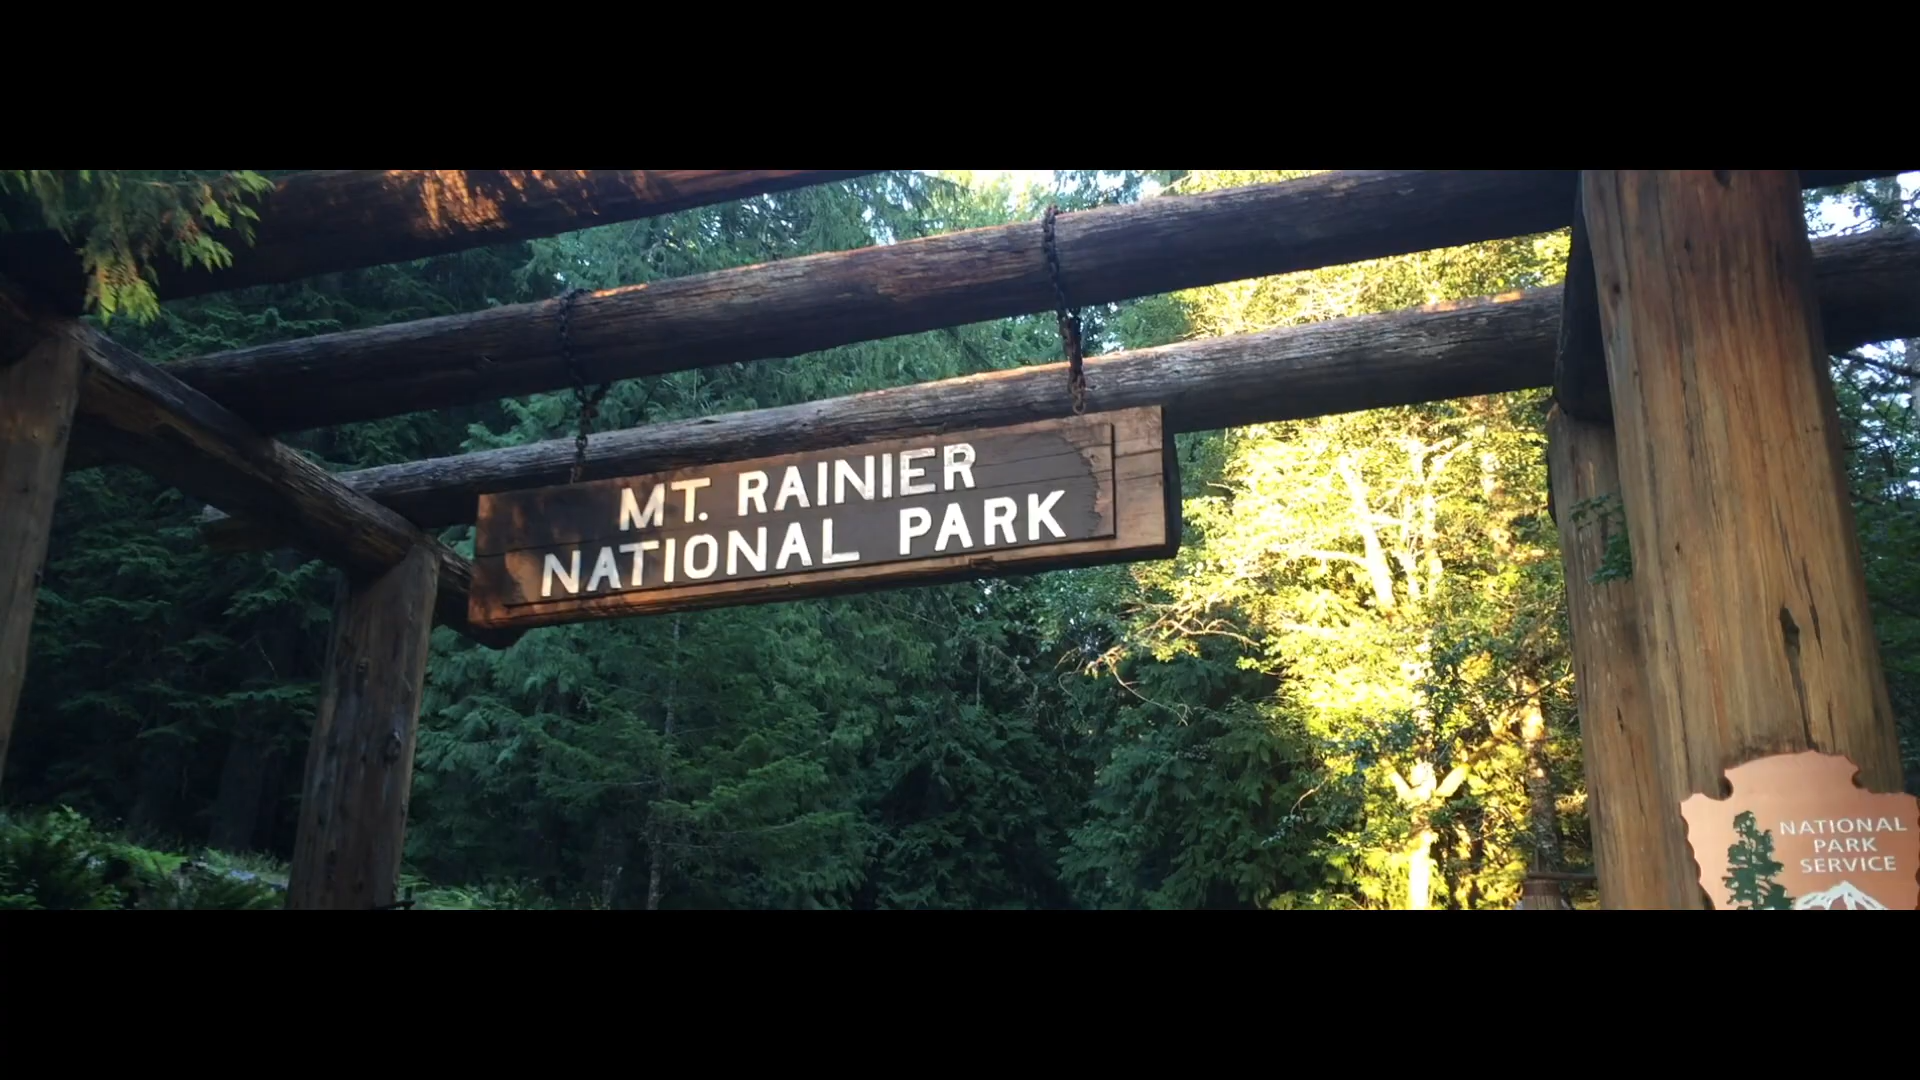 MT. RAINIER
NATIONAL PARK
NATIONAL
PARK
SERVICE